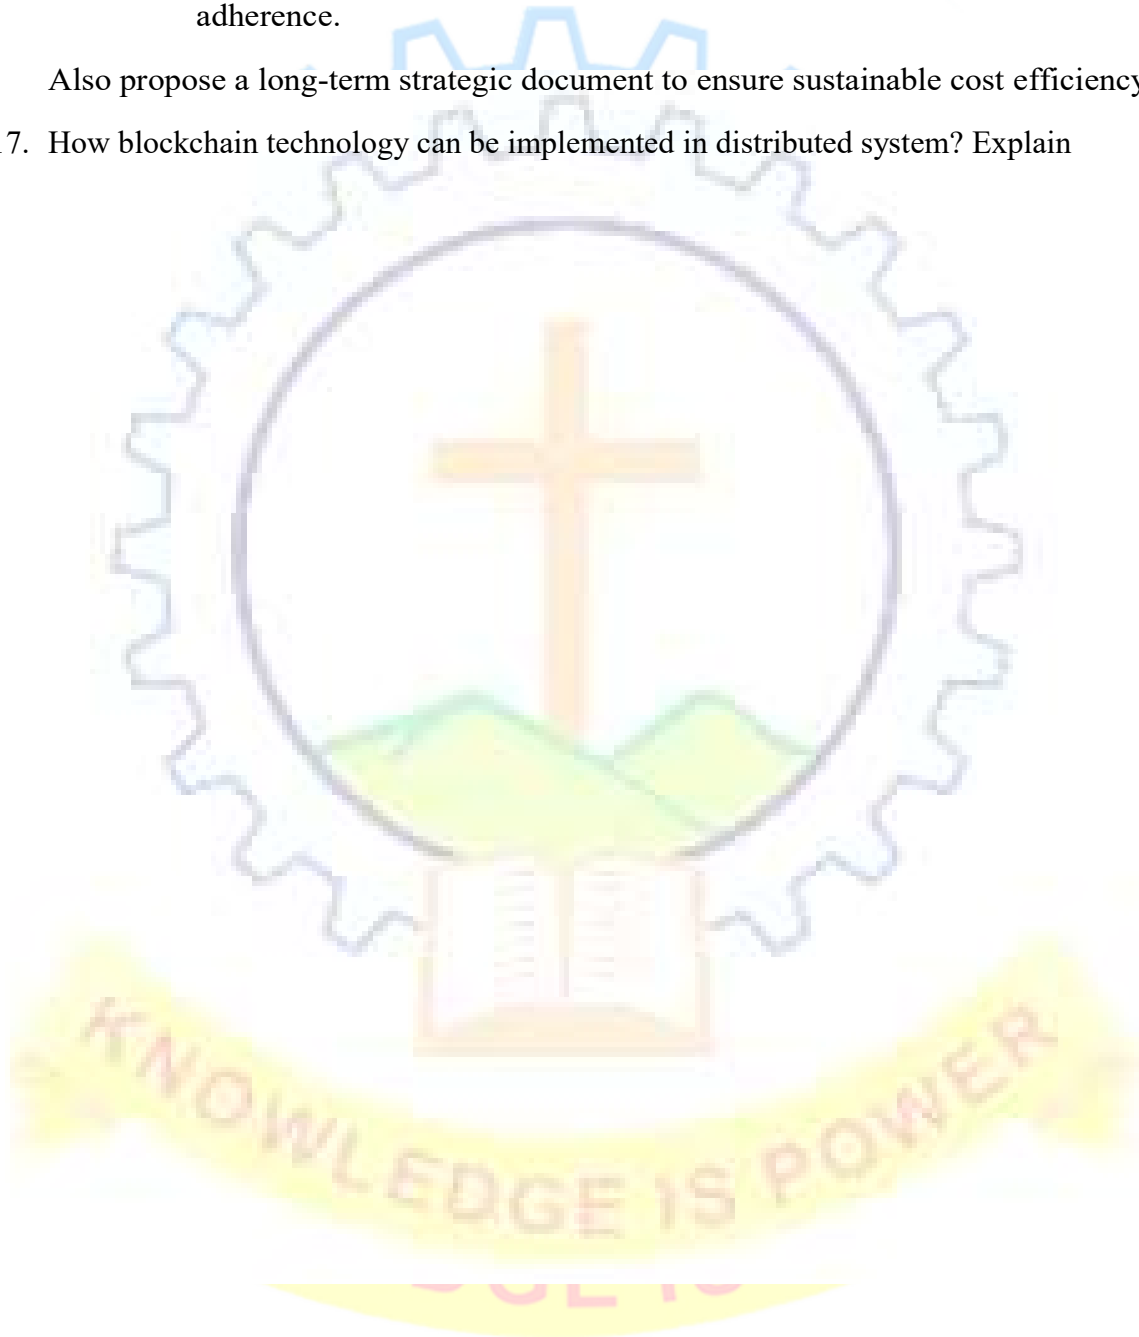 adherence.
Also propose a long-term strategic document to ensure sustainable cost efficiency
7. How blockchain technology can be implemented in distributed system? Explain
KNOWLEDGE IS POWER